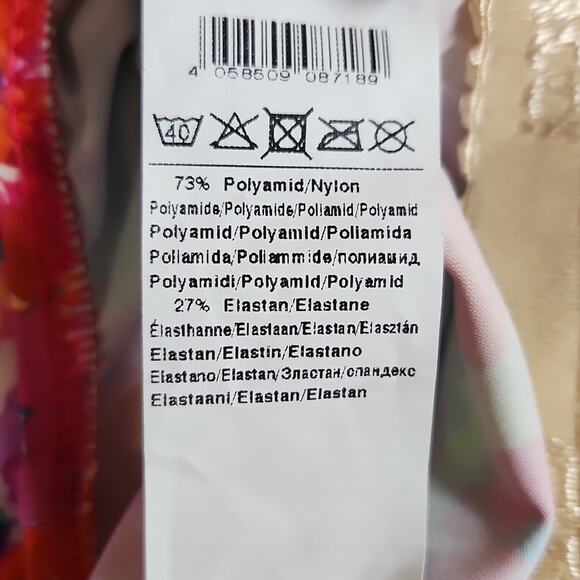 4 058509 087189
40
73% Polyamid/Nylon
Polyamide/Polyamide/Poliamid/Polyamid
Polyamid/Polyamid/Poliamida
Poliamida/Poliammide/полиамид
Polyamidi/Polyamid/Polyamid
27% Elastan/Elastane
Élasthanne/Elastaan/Elastan/Elasztán
Elastan/Elastin/Elastano
Elastano/Elastan/Эластан/спандекс
Elastaani/Elastan/Elastan